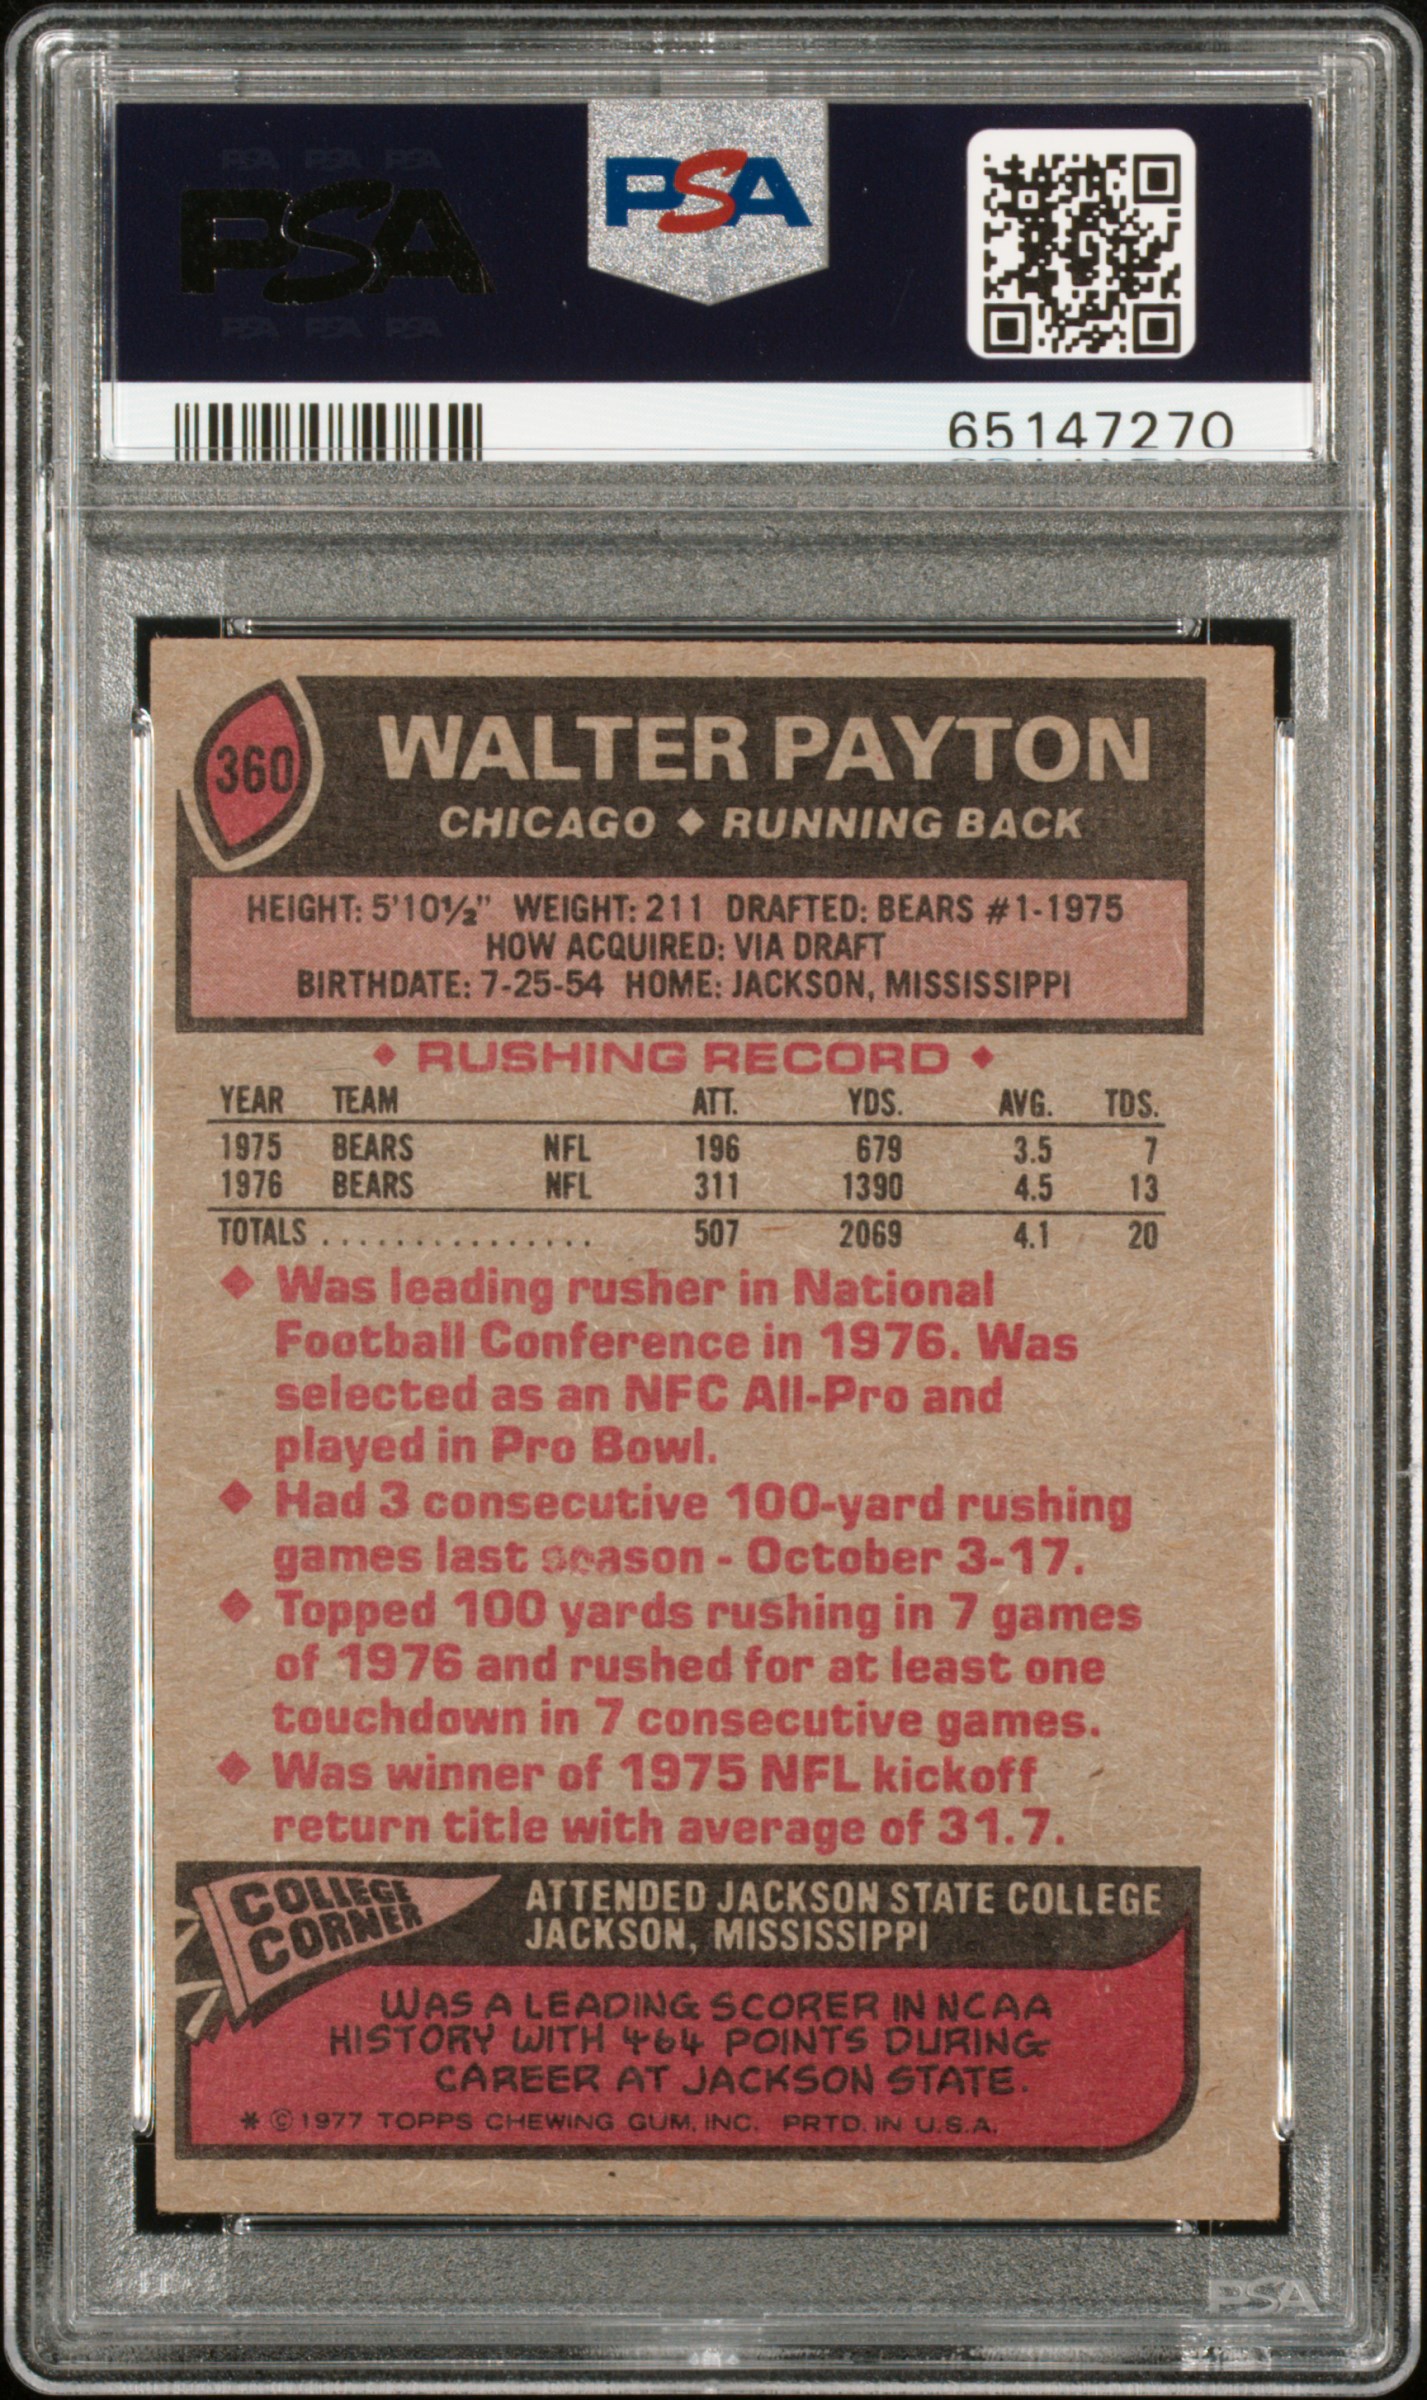 PSA PSA PSA
PSA
PSA PSA PSA
PSA
65147270
360
WALTER PAYTON
CHICAGO ♦ RUNNING BACK
HEIGHT: 5'10½" WEIGHT: 211 DRAFTED: BEARS #1-1975
HOW ACQUIRED: VIA DRAFT
BIRTHDATE: 7-25-54 HOME: JACKSON, MISSISSIPPI
♦ RUSHING RECORD ♦
YEAR TEAM ATT. YDS. AVG. TDS.
1975 BEARS NFL 196 679 3.5 7
1976 BEARS NFL 311 1390 4.5 13
TOTALS ............... 507 2069 4.1 20
♦ Was leading rusher in National
Football Conference in 1976. Was
selected as an NFC All-Pro and
played in Pro Bowl.
♦ Had 3 consecutive 100-yard rushing
games last season - October 3-17.
♦ Topped 100 yards rushing in 7 games
of 1976 and rushed for at least one
touchdown in 7 consecutive games.
♦ Was winner of 1975 NFL kickoff
return title with average of 31.7.
COLLEGE
CORNER
ATTENDED JACKSON STATE COLLEGE
JACKSON, MISSISSIPPI
WAS A LEADING SCORER IN NCAA
HISTORY WITH 464 POINTS DURING
CAREER AT JACKSON STATE.
* © 1977 TOPPS CHEWING GUM, INC. PRTD. IN U.S.A.
PSA